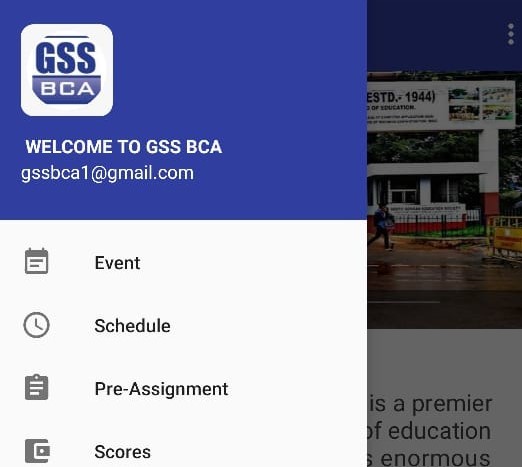 GSS
BCA
WELCOME TO GSS BCA
gssbca1@gmail.com
Event
Schedule
Pre-Assignment
Scores
ESTD.- 1944)
OF EDUCATION.
is a premier
of education
s enormous